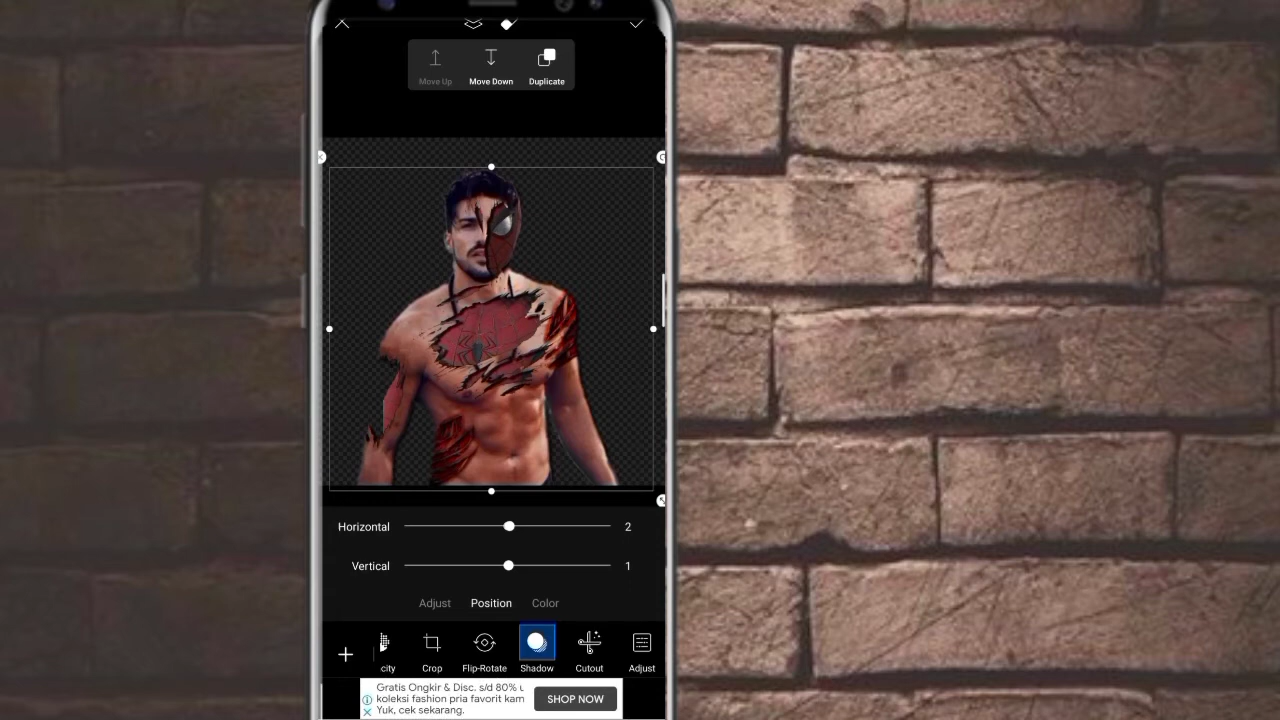 Move Up
Move Down
Duplicate
Horizontal
2
Vertical
1
Adjust
Position
Color
city
Crop
Flip-Rotate
Shadow
Cutout
Adjust
Gratis Ongkir & Disc. s/d 80% u
koleksi fashion pria favorit kam
Yuk, cek sekarang.
SHOP NOW